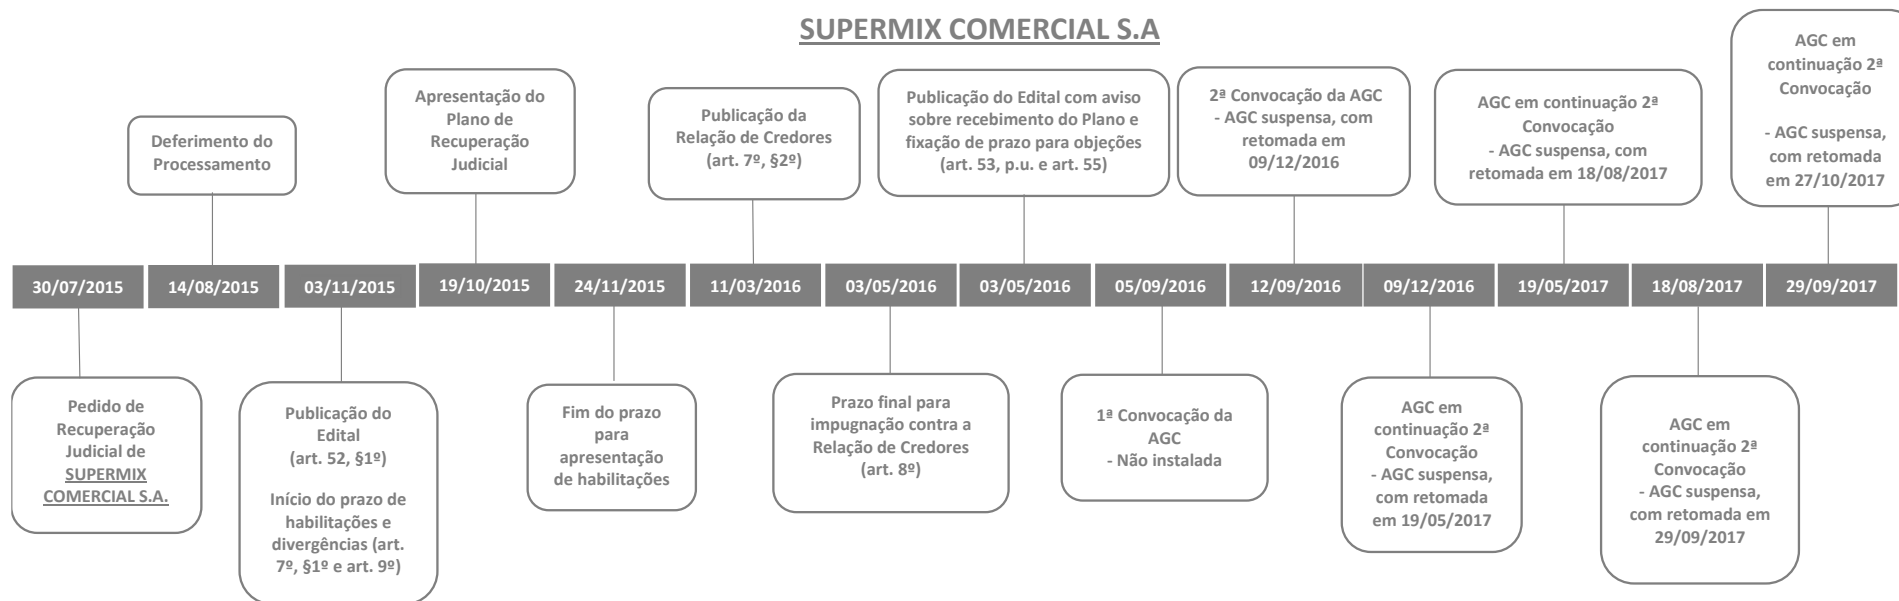 SUPERMIX COMERCIAL S.A
Deferimento do
Processamento
Apresentação do
Plano de
Recuperação
Judicial
Publicação da
Relação de Credores
(art. 7º, §2º)
Publicação do Edital com aviso
sobre recebimento do Plano e
fixação de prazo para objeções
(art. 53, p.u. e art. 55)
2ª Convocação da AGC
- AGC suspensa, com
retomada em
09/12/2016
AGC em continuação 2ª
Convocação
- AGC suspensa, com
retomada em 18/08/2017
AGC em
continuação 2ª
Convocação
- AGC suspensa,
com retomada
em 27/10/2017
30/07/2015
14/08/2015
03/11/2015
19/10/2015
24/11/2015
11/03/2016
03/05/2016
03/05/2016
05/09/2016
12/09/2016
09/12/2016
19/05/2017
18/08/2017
29/09/2017
Pedido de
Recuperação
Judicial de
SUPERMIX
COMERCIAL S.A.
Publicação do
Edital
(art. 52, §1º)
Início do prazo de
habilitações e
divergências (art.
7º, §1º e art. 9º)
Fim do prazo
para
apresentação
de habilitações
Prazo final para
impugnação contra a
Relação de Credores
(art. 8º)
1ª Convocação da
AGC
- Não instalada
AGC em
continuação 2ª
Convocação
- AGC suspensa,
com retomada
em 19/05/2017
AGC em
continuação 2ª
Convocação
- AGC suspensa,
com retomada em
29/09/2017